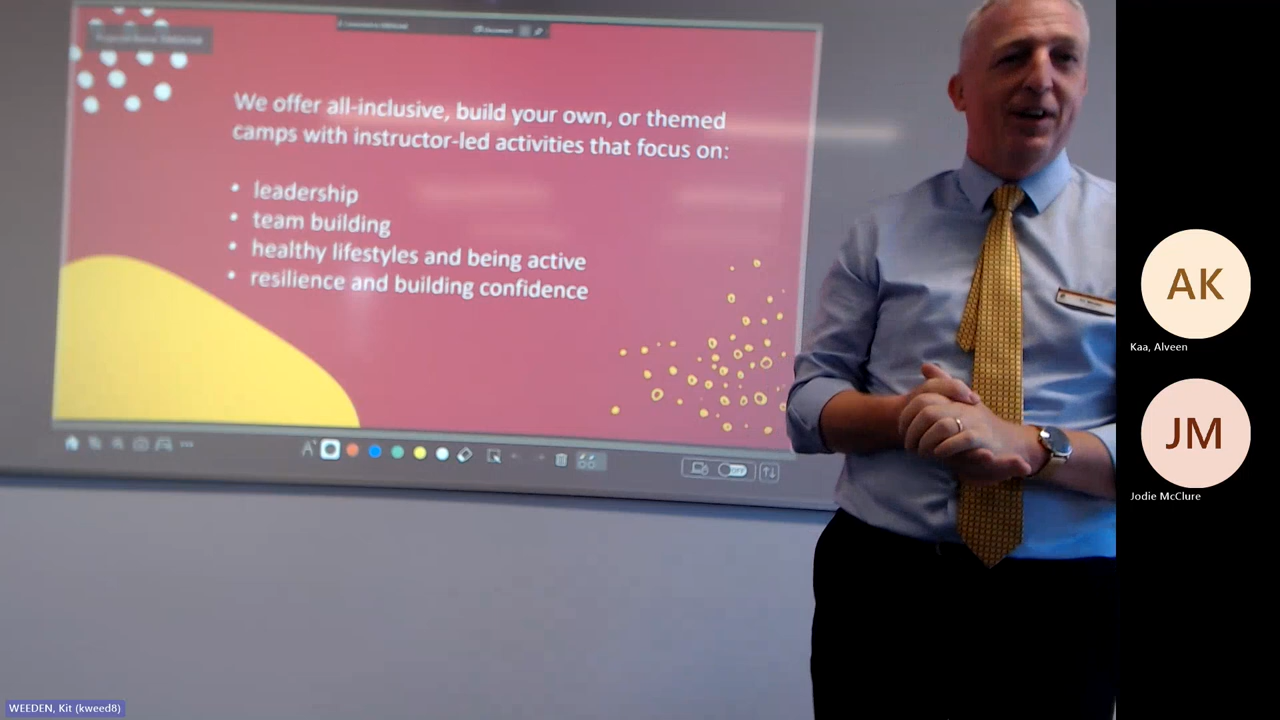 We offer all-inclusive, build your own, or themed
camps with instructor-led activities that focus on:
• leadership
• team building
• healthy lifestyles and being active
• resilience and building confidence
OFF
AK
Kaa, Alveen
JM
Jodie McClure
WEEDEN, Kit (kweed8)